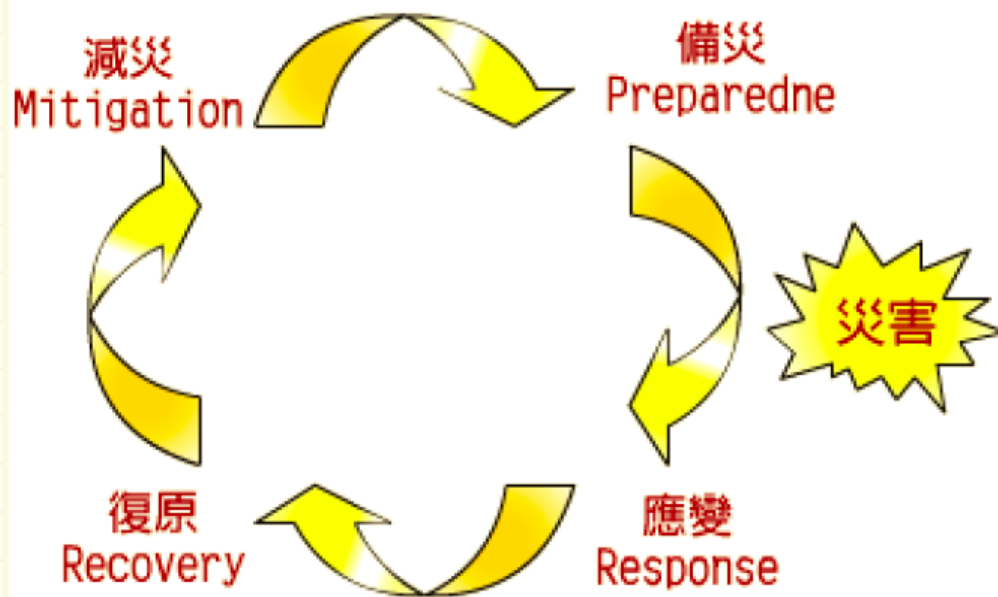 減災
Mitigation
備災
Preparedne
災害
應變
Response
復原
Recovery